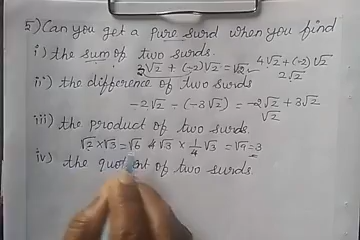 5) Can you get a pure surd when you find
i) the sum of two surds.
3√2 + (-2)√2 = √2 4√2 + (-2)√2
2√2
ii) the difference of two surds
-2√2 - (-3√2) = -2√2 + 3√2
√2
iii) the product of two surds.
√2 × √3 = √6 4√3 × 1/4 √3 = √9 = 3
iv) the quotient of two surds.